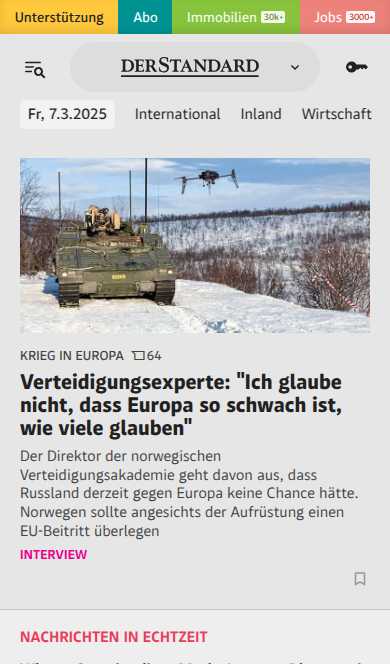 Unterstützung Abo Immobilien 30k+ Jobs 3000+
DERSTANDARD
Fr, 7.3.2025 International Inland Wirtschaft
KRIEG IN EUROPA 64
Verteidigungsexperte: "Ich glaube
nicht, dass Europa so schwach ist,
wie viele glauben"
Der Direktor der norwegischen
Verteidigungsakademie geht davon aus, dass
Russland derzeit gegen Europa keine Chance hätte.
Norwegen sollte angesichts der Aufrüstung einen
EU-Beitritt überlegen
INTERVIEW
NACHRICHTEN IN ECHTZEIT